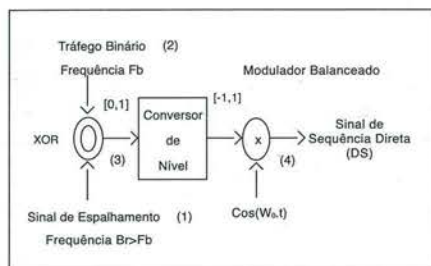 Tráfego Binário (2)
Frequência Fb
Modulador Balanceado
[0,1]
[-1,1]
XOR
Conversor
de
Nível
(3)
x
(4)
Sinal de
Sequência Direta
(DS)
Sinal de Espalhamento (1)
Frequência Br>Fb
Cos(W₀.t)